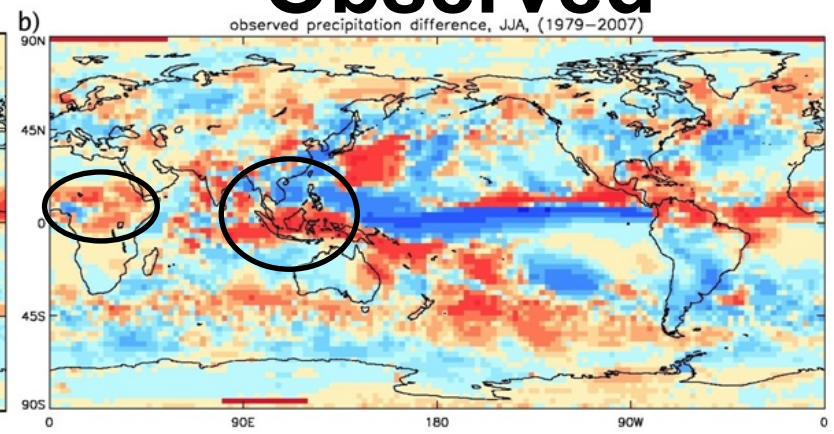 Observed
b) observed precipitation difference, JJA, (1979–2007)
90N
45N
0
45S
90S
0 90E 180 90W 0